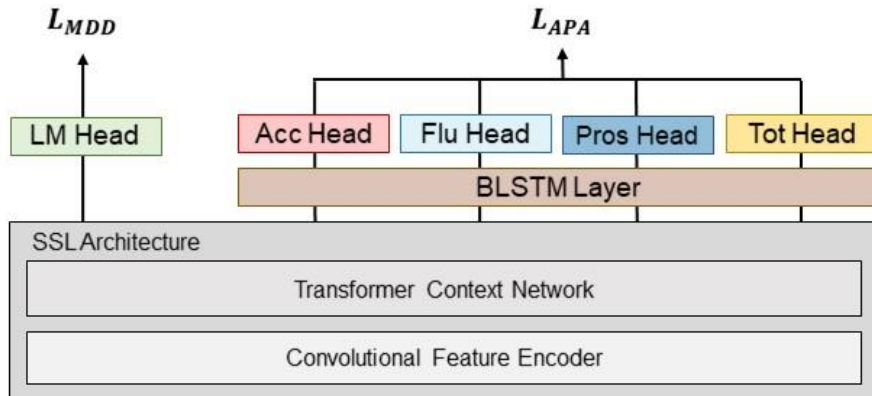 L_MDD L_APA
LM Head Acc Head Flu Head Pros Head Tot Head
BLSTM Layer
SSL Architecture
Transformer Context Network
Convolutional Feature Encoder